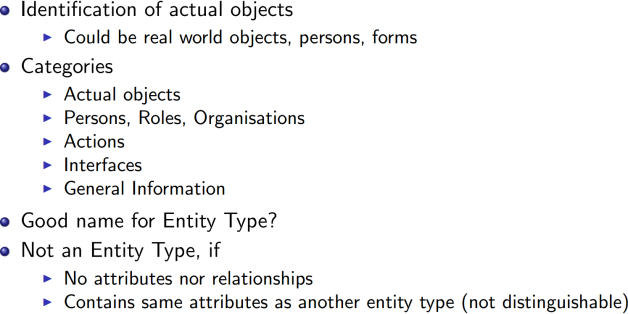 Identification of actual objects
Could be real world objects, persons, forms
Categories
Actual objects
Persons, Roles, Organisations
Actions
Interfaces
General Information
Good name for Entity Type?
Not an Entity Type, if
No attributes nor relationships
Contains same attributes as another entity type (not distinguishable)